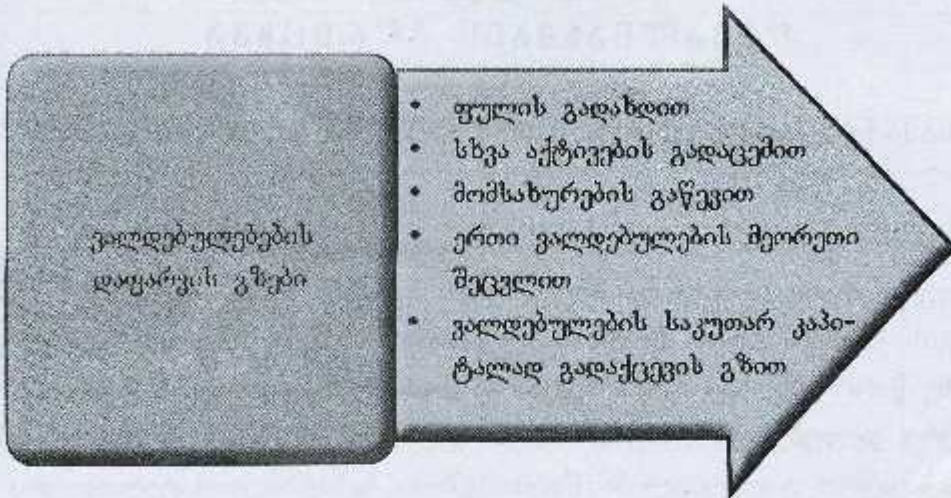 ვალდებულებების
დაფარვის გზები
• ფულის გადახდით
• სხვა აქტივების გადაცემით
• მომსახურების გაწევით
• ერთი ვალდებულების მეორეთი
შეცვლით
• ვალდებულების საკუთარ კაპი-
ტალად გადაქცევის გზით